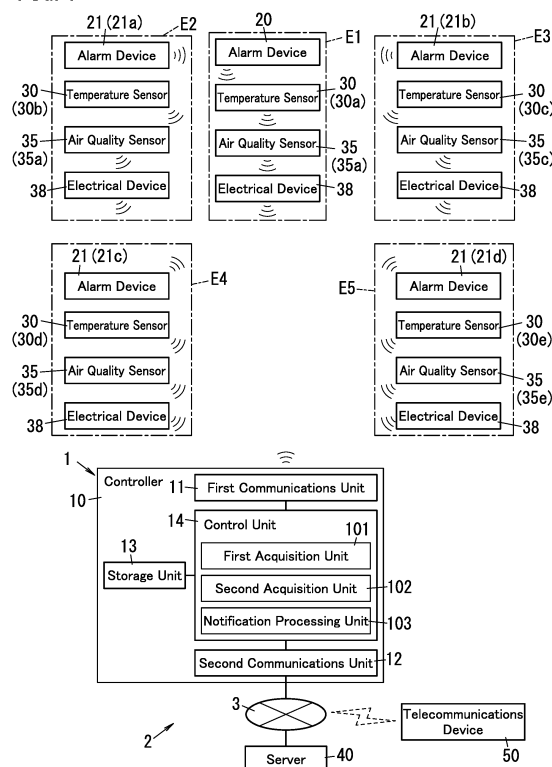 21 (21a)
E2
20
E1
21 (21b)
E3
Alarm Device
Alarm Device
Alarm Device
30
(30b)
Temperature Sensor
Temperature Sensor
30
(30a)
Temperature Sensor
30
(30c)
35
(35a)
Air Quality Sensor
Air Quality Sensor
35
(35a)
Air Quality Sensor
35
(35c)
38
Electrical Device
Electrical Device
38
Electrical Device
38
21 (21c)
E4
E5
21 (21d)
Alarm Device
Alarm Device
30
(30d)
Temperature Sensor
Temperature Sensor
30
(30e)
35
(35d)
Air Quality Sensor
Air Quality Sensor
35
(35e)
38
Electrical Device
Electrical Device
38
1
10
Controller
11
First Communications Unit
14
Control Unit
101
First Acquisition Unit
13
Storage Unit
Second Acquisition Unit
102
Notification Processing Unit
103
Second Communications Unit
12
3
2
Telecommunications
Device
50
Server
40